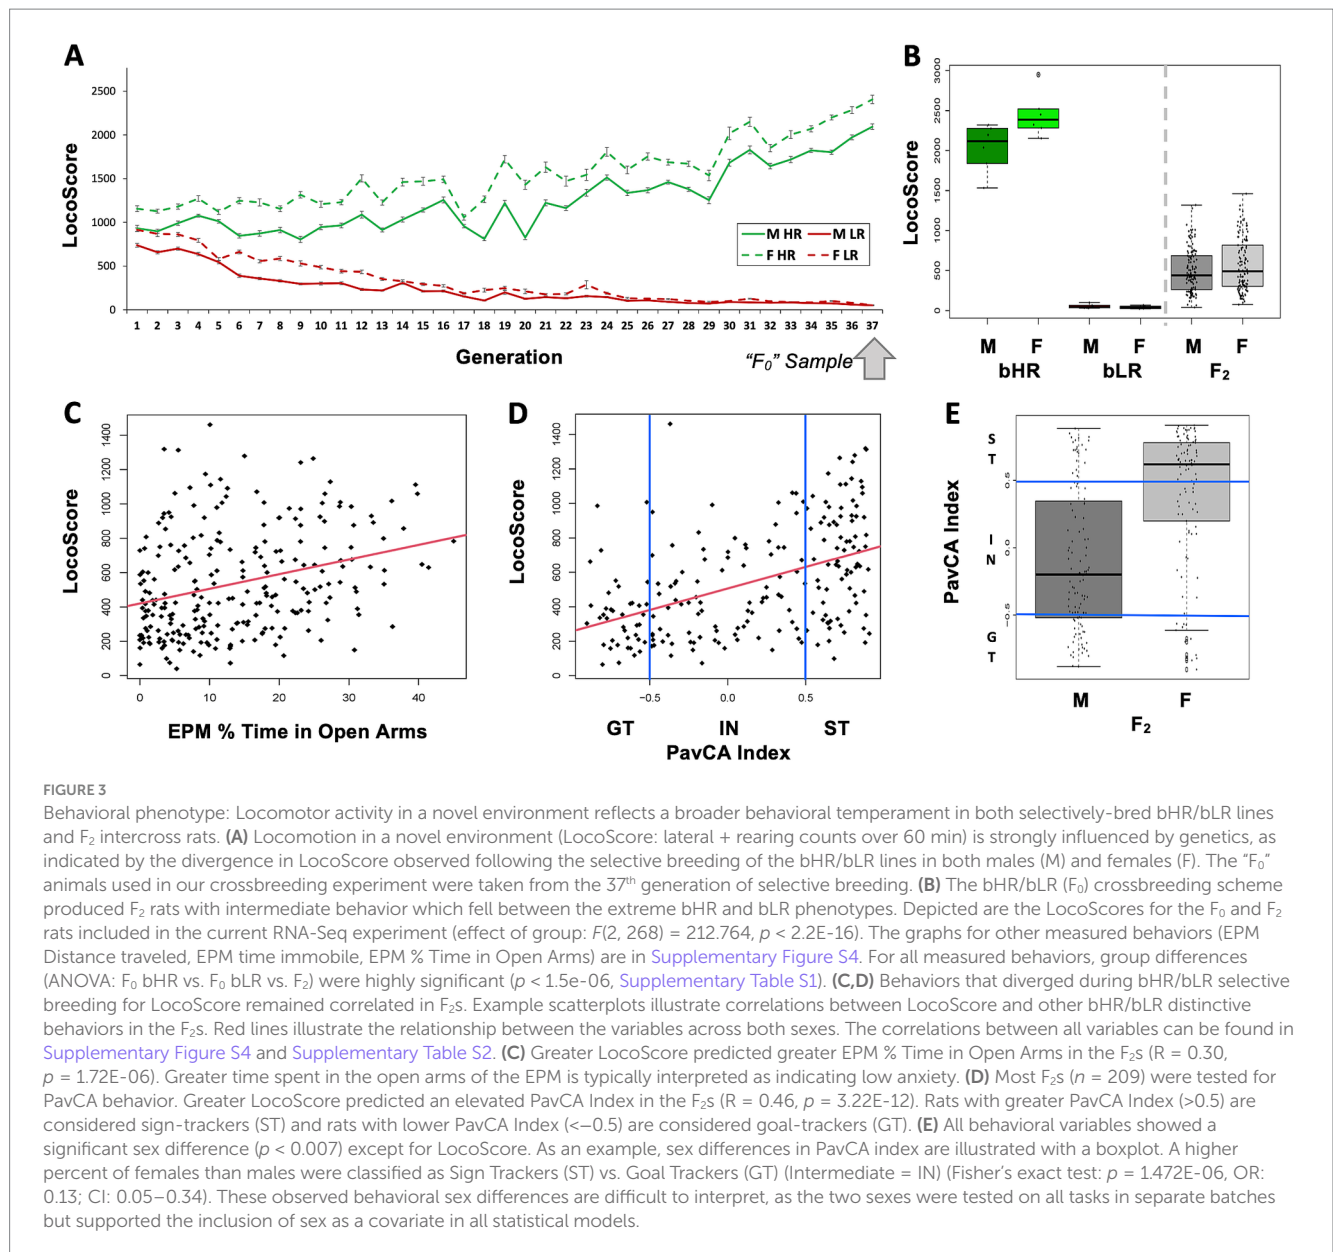 A
LocoScore
2500
2000
1500
1000
500
0
M HR
M LR
F HR
F LR
1 2 3 4 5 6 7 8 9 10 11 12 13 14 15 16 17 18 19 20 21 22 23 24 25 26 27 28 29 30 31 32 33 34 35 36 37
Generation
"F0" Sample
B
LocoScore
3000
2500
2000
1500
1000
500
0
M F M F M F
bHR bLR F2
C
LocoScore
1400
1200
1000
800
600
400
200
0
0 10 20 30 40
EPM % Time in Open Arms
D
LocoScore
1400
1200
1000
800
600
400
200
0
−0.5 0.0 0.5
GT IN ST
PavCA Index
E
PavCA Index
S T
I N
G T
0.5
0.0
−0.5
M F
F2
FIGURE 3
Behavioral phenotype: Locomotor activity in a novel environment reflects a broader behavioral temperament in both selectively-bred bHR/bLR lines
and F2 intercross rats. (A) Locomotion in a novel environment (LocoScore: lateral + rearing counts over 60 min) is strongly influenced by genetics, as
indicated by the divergence in LocoScore observed following the selective breeding of the bHR/bLR lines in both males (M) and females (F). The "F0"
animals used in our crossbreeding experiment were taken from the 37th generation of selective breeding. (B) The bHR/bLR (F0) crossbreeding scheme
produced F2 rats with intermediate behavior which fell between the extreme bHR and bLR phenotypes. Depicted are the LocoScores for the F0 and F2
rats included in the current RNA-Seq experiment (effect of group: F(2, 268) = 212.764, p < 2.2E-16). The graphs for other measured behaviors (EPM
Distance traveled, EPM time immobile, EPM % Time in Open Arms) are in Supplementary Figure S4. For all measured behaviors, group differences
(ANOVA: F0 bHR vs. F0 bLR vs. F2) were highly significant (p < 1.5e-06, Supplementary Table S1). (C,D) Behaviors that diverged during bHR/bLR selective
breeding for LocoScore remained correlated in F2s. Example scatterplots illustrate correlations between LocoScore and other bHR/bLR distinctive
behaviors in the F2s. Red lines illustrate the relationship between the variables across both sexes. The correlations between all variables can be found in
Supplementary Figure S4 and Supplementary Table S2. (C) Greater LocoScore predicted greater EPM % Time in Open Arms in the F2s (R = 0.30,
p = 1.72E-06). Greater time spent in the open arms of the EPM is typically interpreted as indicating low anxiety. (D) Most F2s (n = 209) were tested for
PavCA behavior. Greater LocoScore predicted an elevated PavCA Index in the F2s (R = 0.46, p = 3.22E-12). Rats with greater PavCA Index (>0.5) are
considered sign-trackers (ST) and rats with lower PavCA Index (<−0.5) are considered goal-trackers (GT). (E) All behavioral variables showed a
significant sex difference (p < 0.007) except for LocoScore. As an example, sex differences in PavCA index are illustrated with a boxplot. A higher
percent of females than males were classified as Sign Trackers (ST) vs. Goal Trackers (GT) (Intermediate = IN) (Fisher's exact test: p = 1.472E-06, OR:
0.13; CI: 0.05–0.34). These observed behavioral sex differences are difficult to interpret, as the two sexes were tested on all tasks in separate batches
but supported the inclusion of sex as a covariate in all statistical models.